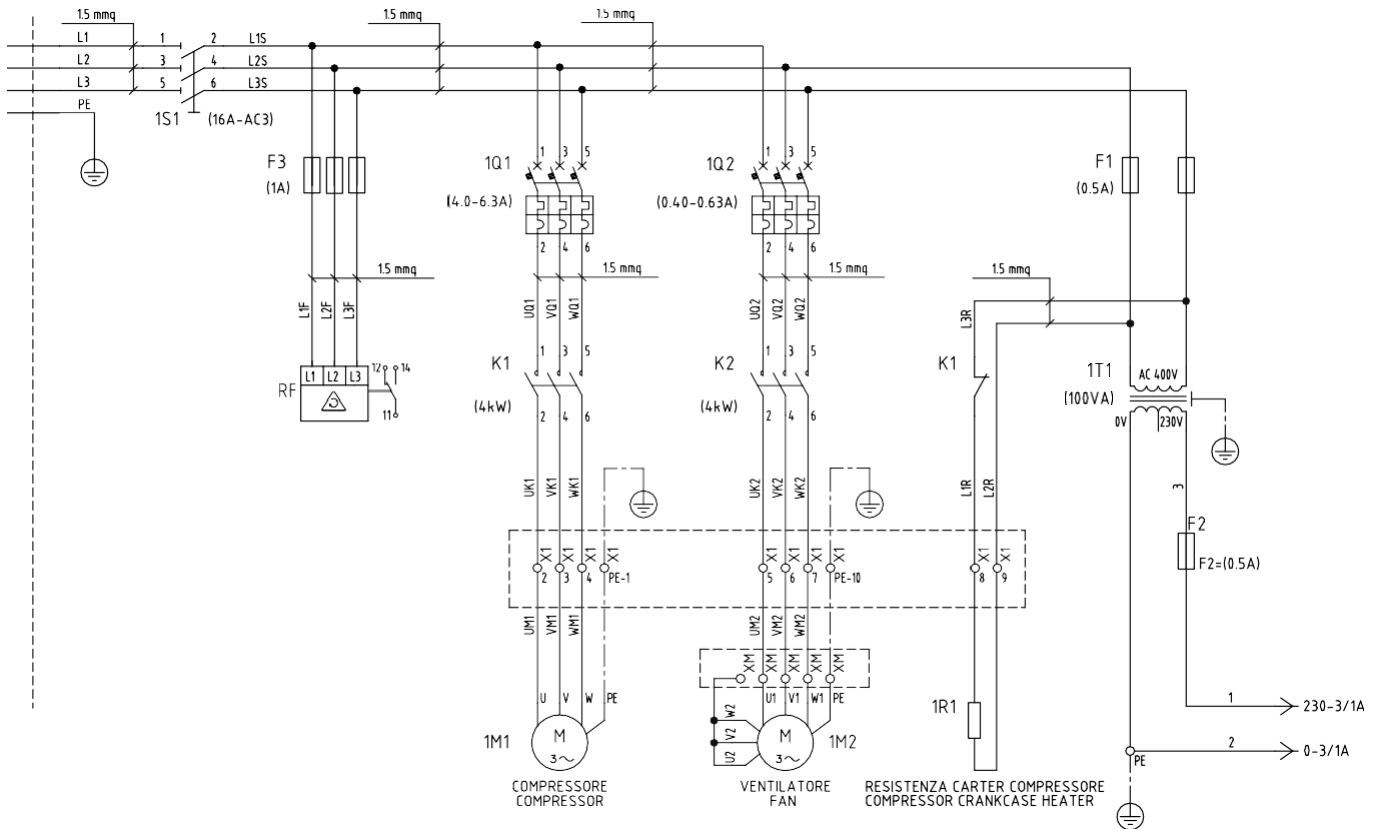 1.5 mmq 1.5 mmq 1.5 mmq
L1 1 2 L1S
L2 3 4 L2S
L3 5 6 L3S
PE
1S1 (16A-AC3)
F3
(1A)
1Q1
(4.0-6.3A)
1 3 5
2 4 6
1Q2
(0.40-0.63A)
1 3 5
2 4 6
F1
(0.5A)
1.5 mmq 1.5 mmq 1.5 mmq 1.5 mmq
L1F L2F L3F
UQ1 VQ1 WQ1
UQ2 VQ2 WQ2
L3R
RF
L1 L2 L3
12 14
11
K1
(4kW)
1 3 5
2 4 6
K2
(4kW)
1 3 5
2 4 6
K1
1T1
(100VA)
AC 400V
0V 230V
UK1 VK1 WK1
UK2 VK2 WK2
L1R L2R
3
F2
F2=(0.5A)
X1 X1 X1 X1
2 3 4 PE-1
X1 X1 X1 X1
5 6 7 PE-10
X1 X1
8 9
UM1 VM1 WM1
UM2 VM2 WM2
XM XM XM XM XM
U V W PE
U1 V1 W1 PE
W2
V2
U2
1M1
M
3~
M
3~
1M2
1R1
1 230-3/1A
2 0-3/1A
PE
COMPRESSORE
COMPRESSOR
VENTILATORE
FAN
RESISTENZA CARTER COMPRESSORE
COMPRESSOR CRANKCASE HEATER